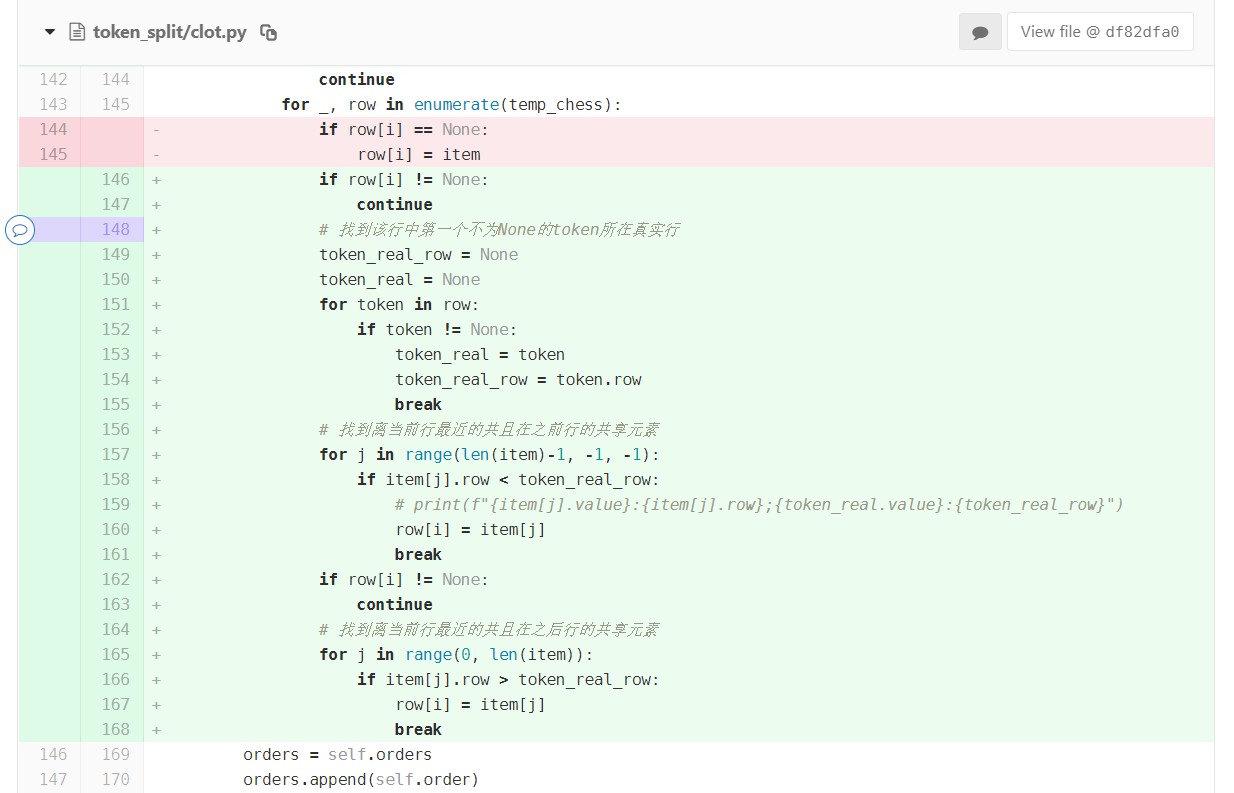 token_split/clot.py View file @ df82dfa0
142 144 continue
143 145 for _, row in enumerate(temp_chess):
144 - if row[i] == None:
145 - row[i] = item
146 + if row[i] != None:
147 + continue
148 + # 找到该行中第一个不为None的token所在真实行
149 + token_real_row = None
150 + token_real = None
151 + for token in row:
152 + if token != None:
153 + token_real = token
154 + token_real_row = token.row
155 + break
156 + # 找到离当前行最近的共且在之前行的共享元素
157 + for j in range(len(item)-1, -1, -1):
158 + if item[j].row < token_real_row:
159 + # print(f"{item[j].value}:{item[j].row};{token_real.value}:{token_real_row}")
160 + row[i] = item[j]
161 + break
162 + if row[i] != None:
163 + continue
164 + # 找到离当前行最近的共且在之后行的共享元素
165 + for j in range(0, len(item)):
166 + if item[j].row > token_real_row:
167 + row[i] = item[j]
168 + break
146 169 orders = self.orders
147 170 orders.append(self.order)